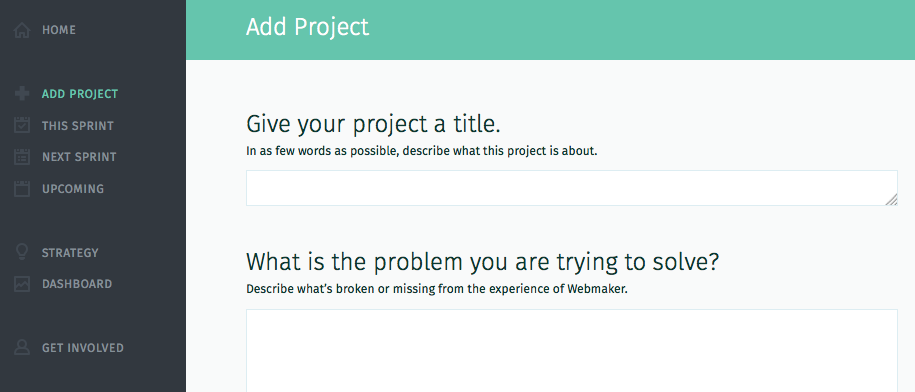 HOME
ADD PROJECT
THIS SPRINT
NEXT SPRINT
UPCOMING
STRATEGY
DASHBOARD
GET INVOLVED
Add Project
Give your project a title.
In as few words as possible, describe what this project is about.
What is the problem you are trying to solve?
Describe what's broken or missing from the experience of Webmaker.